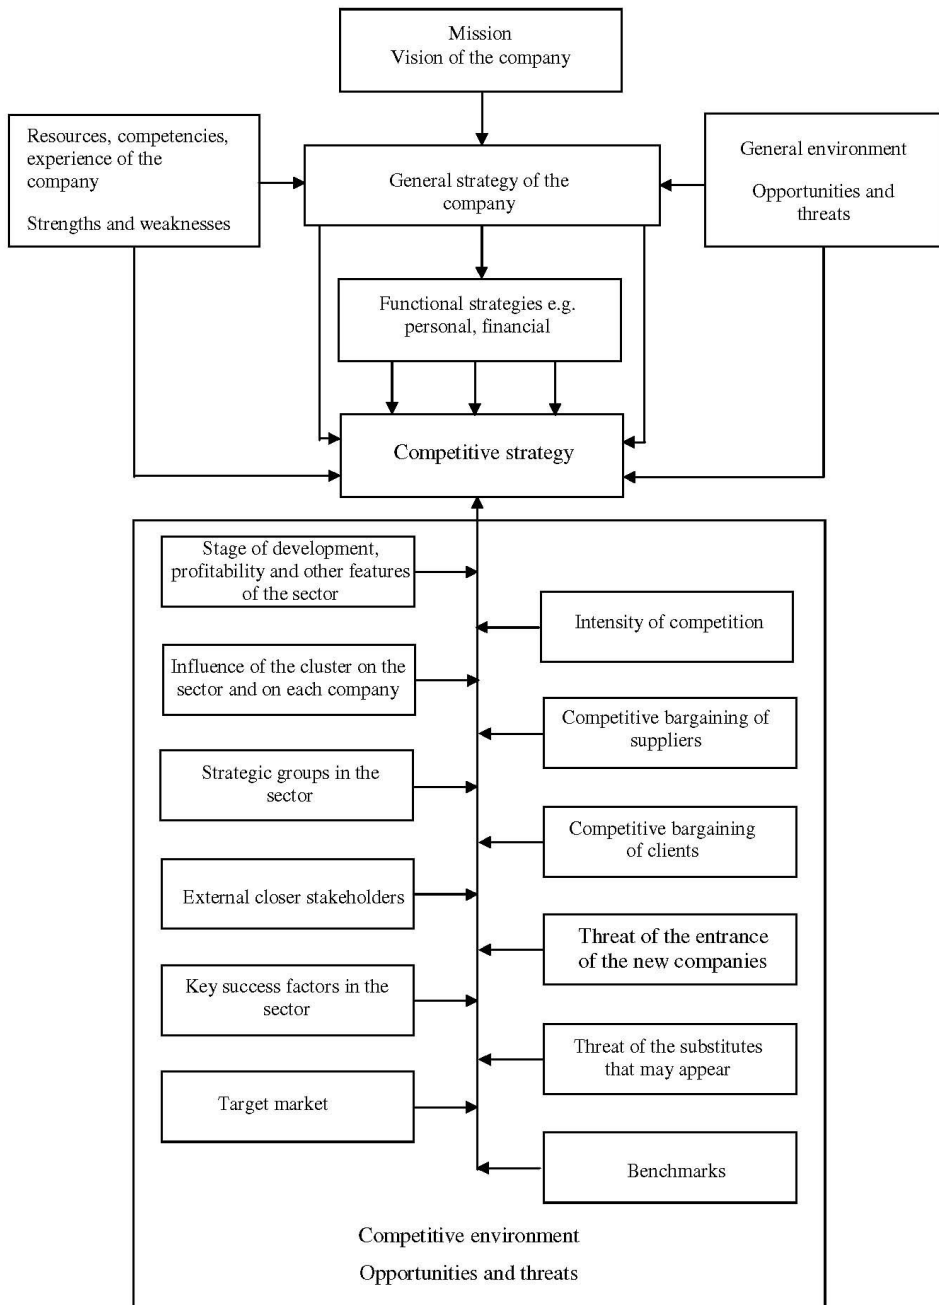 Mission
Vision of the company
Resources, competencies,
experience of the
company
Strengths and weaknesses
General strategy of the
company
General environment
Opportunities and
threats
Functional strategies e.g.
personal, financial
Competitive strategy
Stage of development,
profitability and other features
of the sector
Intensity of competition
Influence of the cluster on the
sector and on each company
Competitive bargaining of
suppliers
Strategic groups in the
sector
Competitive bargaining
of clients
External closer stakeholders
Threat of the entrance
of the new companies
Key success factors in the
sector
Threat of the substitutes
that may appear
Target market
Benchmarks
Competitive environment
Opportunities and threats